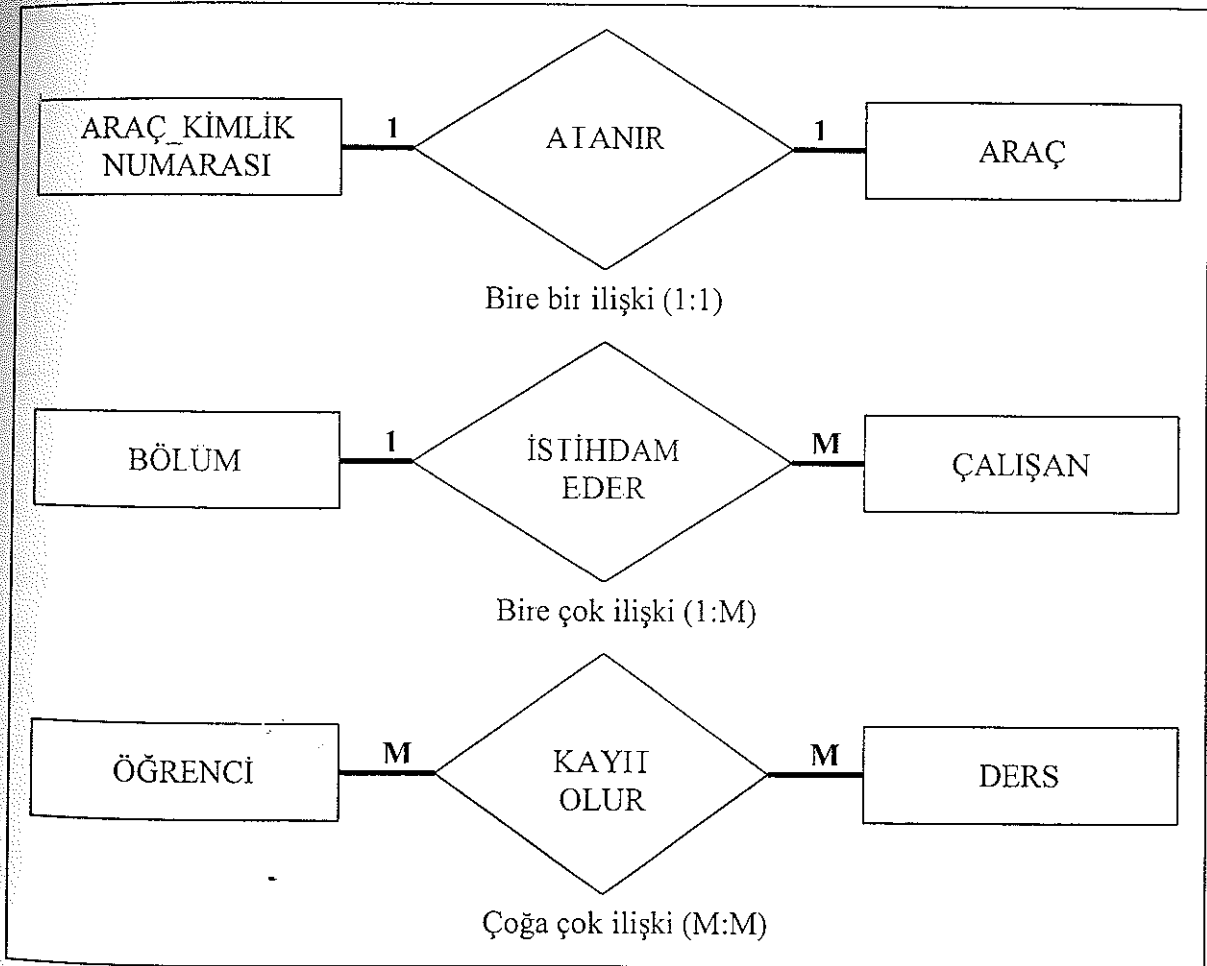 ARAÇ_KİMLİK
NUMARASI
1
ATANIR
1
ARAÇ
Bire bir ilişki (1:1)
BÖLÜM
1
İSTİHDAM
EDER
M
ÇALIŞAN
Bire çok ilişki (1:M)
ÖĞRENCİ
M
KAYIT
OLUR
M
DERS
Çoğa çok ilişki (M:M)